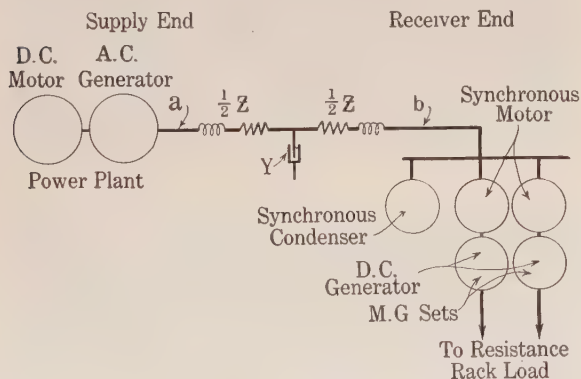 Supply End
Receiver End
D.C.
Motor
A.C.
Generator
a
½ Z
½ Z
b
Synchronous
Motor
Y
Power Plant
Synchronous
Condenser
D.C.
Generator
M.G Sets
To Resistance
Rack Load